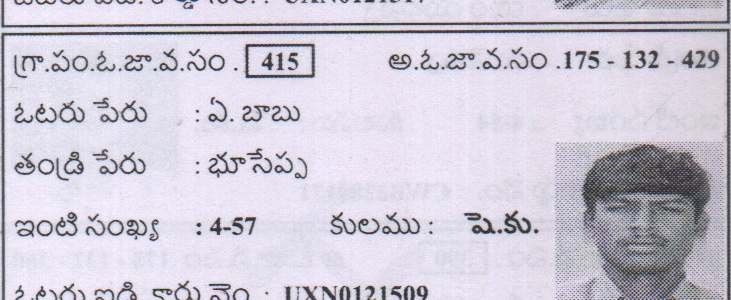 గ్రా.పం.ఓ.జా.వ.సం . 415 అ.ఓ.జా.వ.సం .175 - 132 - 429
ఓటరు పేరు : ఏ. బాబు
తండ్రి పేరు : భూసేప్ప
ఇంటి సంఖ్య : 4-57 కులము : షె.కు.
ఓటరు ఐడి కార్డు నెం : UXN0121509